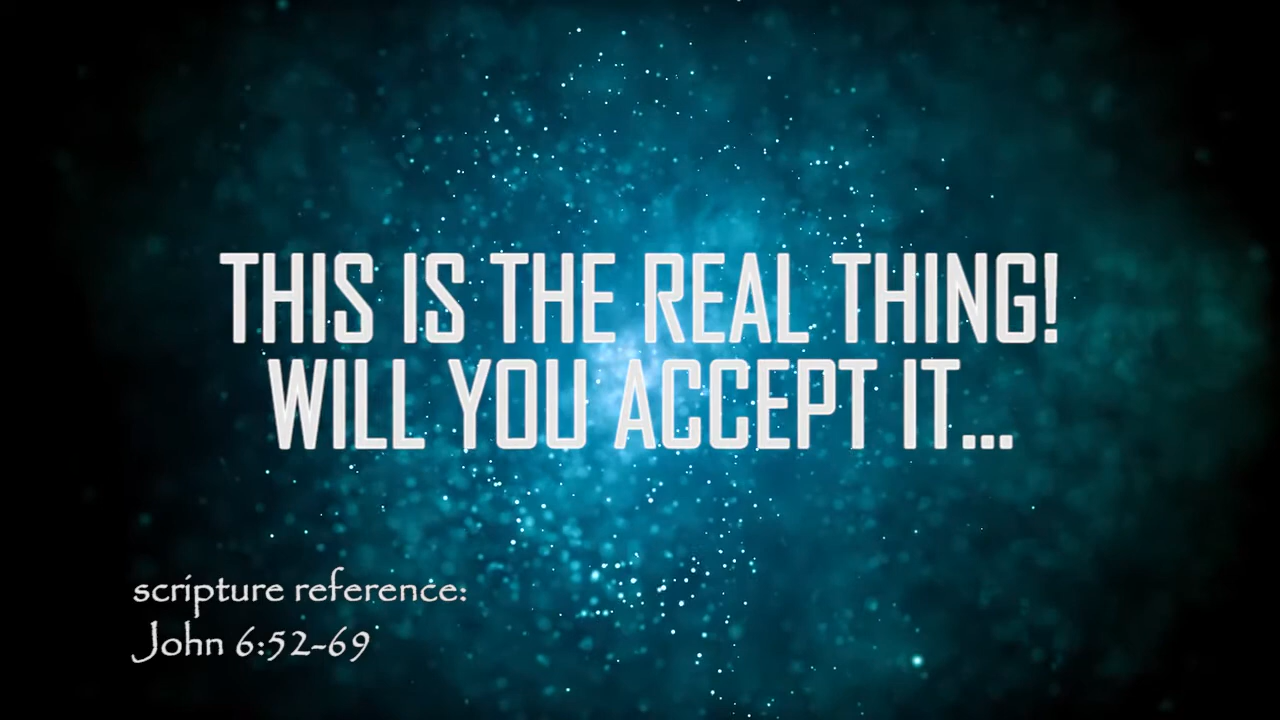 THIS IS THE REAL THING!
WILL YOU ACCEPT IT...
scripture reference:
John 6:52-69